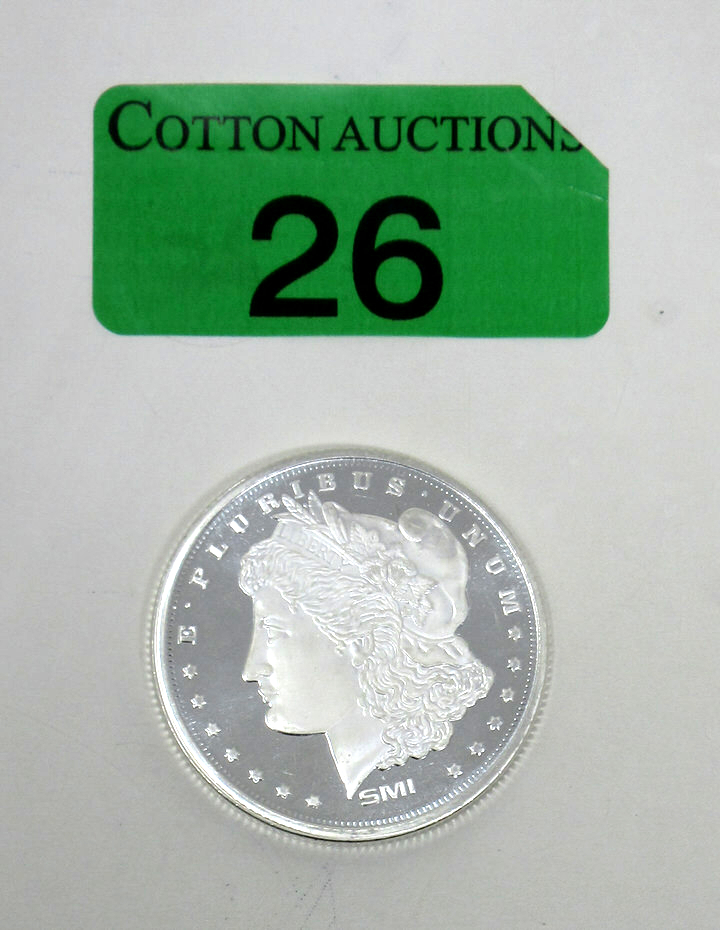 COTTON AUCTIONS
26
E · PLURIBUS · UNUM
LIBERTY
SMI